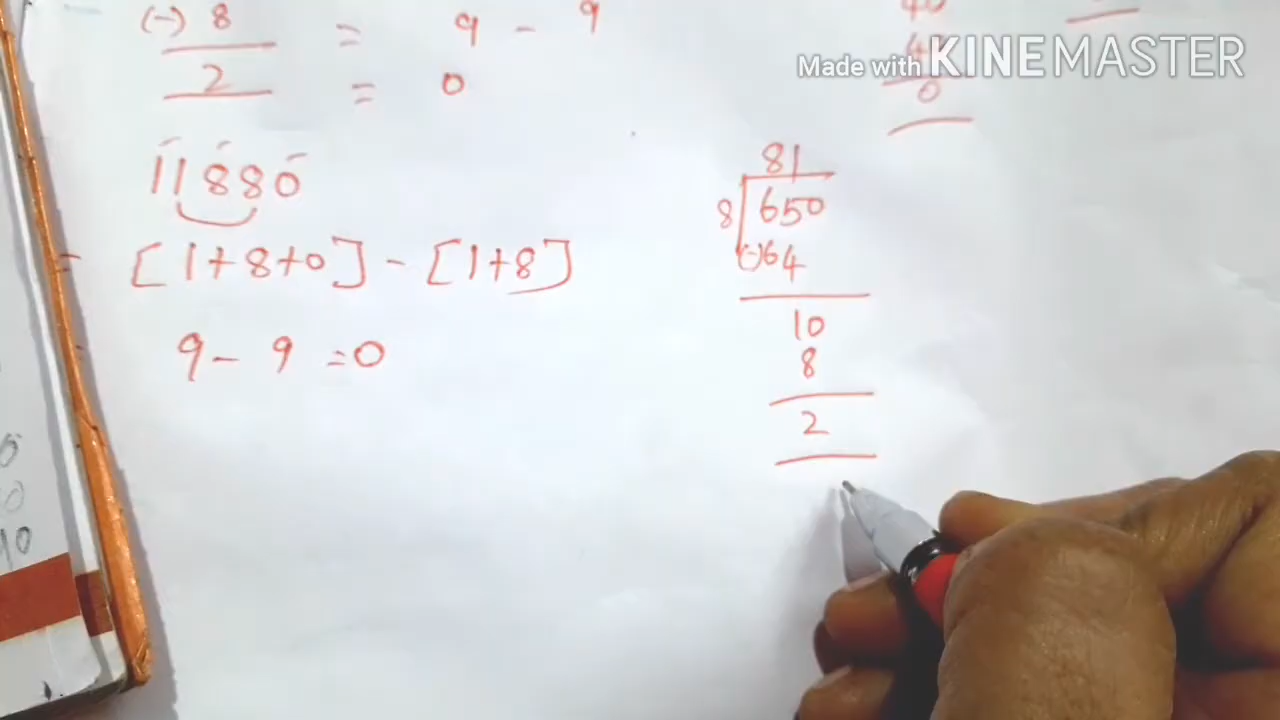 (-) 8 = 9 - 9
2 = 0
11880
[1+8+0] - [1+8]
9 - 9 =0
Made with KINEMASTER
0
81
8 650
(-)64
10
8
2